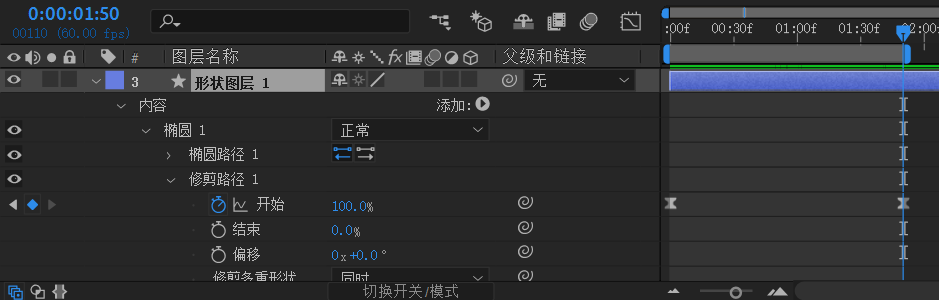 0:00:01:50
00110 (60.00 fps)
:00f 00:30f 01:00f 01:30f 02:00f
# 图层名称 fx 父级和链接
3 形状图层 1 无
内容 添加:
椭圆 1 正常
椭圆路径 1
修剪路径 1
开始 100.0%
结束 0.0%
偏移 0x+0.0°
修剪多重形状 同时
切换开关/模式